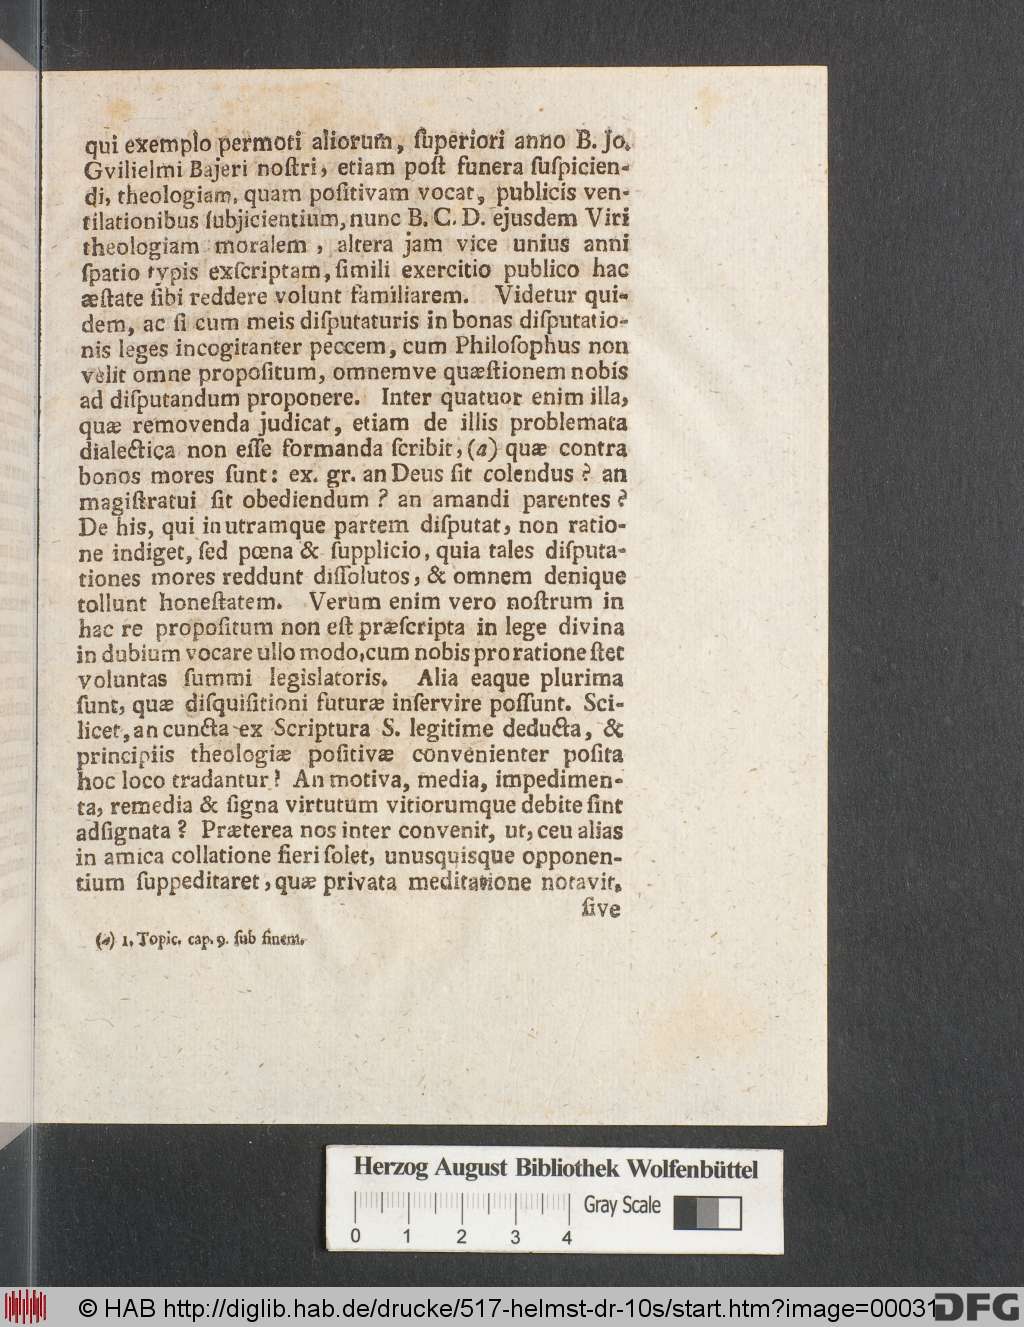 qui exemplo permoti aliorum, ſuperiori anno B. Jo.
Gvilielmi Bajeri noſtri, etiam poſt funera ſuſpicien-
di, theologiam, quam poſitivam vocat, publicis ven-
tilationibus ſubjicientium, nunc B. C. D. ejusdem Viri
theologiam moralem, altera jam vice unius anni
ſpatio typis exſcriptam, ſimili exercitio publico hac
æſtate ſibi reddere volunt familiarem. Videtur qui-
dem, ac ſi cum meis diſputaturis in bonas diſputatio-
nis leges incogitanter peccem, cum Philoſophus non
velit omne propoſitum, omnemve quæſtionem nobis
ad diſputandum proponere. Inter quatuor enim illa,
quæ removenda judicat, etiam de illis problemata
dialectica non eſſe formanda ſcribit, (a) quæ contra
bonos mores ſunt: ex. gr. an Deus ſit colendus? an
magiſtratui ſit obediendum? an amandi parentes?
De his, qui in utramque partem diſputat, non ratio-
ne indiget, ſed pœna & ſupplicio, quia tales diſputa-
tiones mores reddunt diſſolutos, & omnem denique
tollunt honeſtatem. Verum enim vero noſtrum in
hac re propoſitum non eſt præſcripta in lege divina
in dubium vocare ullo modo, cum nobis pro ratione ſtet
voluntas ſummi legislatoris. Alia eaque plurima
ſunt, quæ diſquiſitioni futuræ inſervire poſſunt. Sci-
licet, an cuncta ex Scriptura S. legitime deducta, &
principiis theologiæ poſitivæ convenienter poſita
hoc loco tradantur? An motiva, media, impedimen-
ta, remedia & ſigna virtutum vitiorumque debite ſint
adſignata? Præterea nos inter convenit, ut, ceu alias
in amica collatione fieri ſolet, unusquisque opponen-
tium ſuppeditaret, quæ privata meditatione notavit,
ſive
(a) 1. Topic. cap. 9. ſub finem.
Herzog August Bibliothek Wolfenbüttel
Gray Scale
0 1 2 3 4
© HAB http://diglib.hab.de/drucke/517-helmst-dr-10s/start.htm?image=00031
DFG